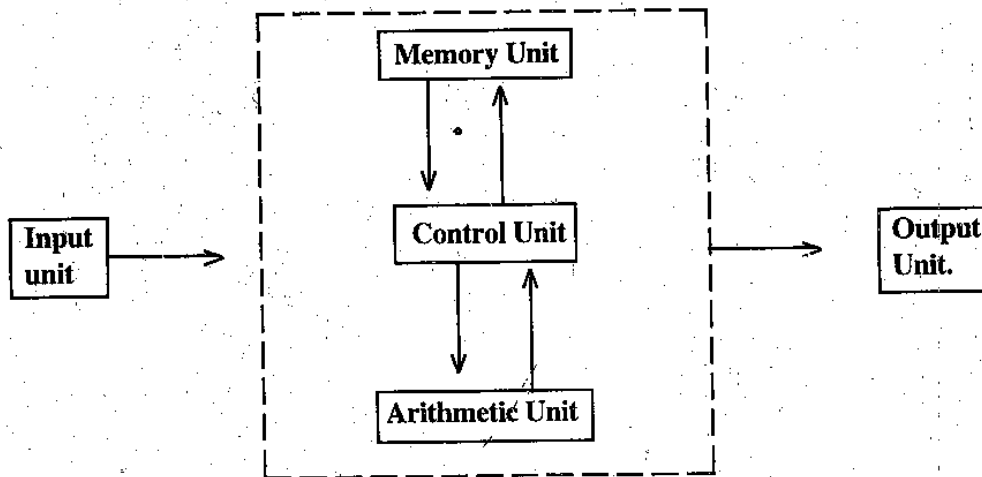 Memory Unit
Input
unit
Control Unit
Output
Unit.
Arithmetic Unit